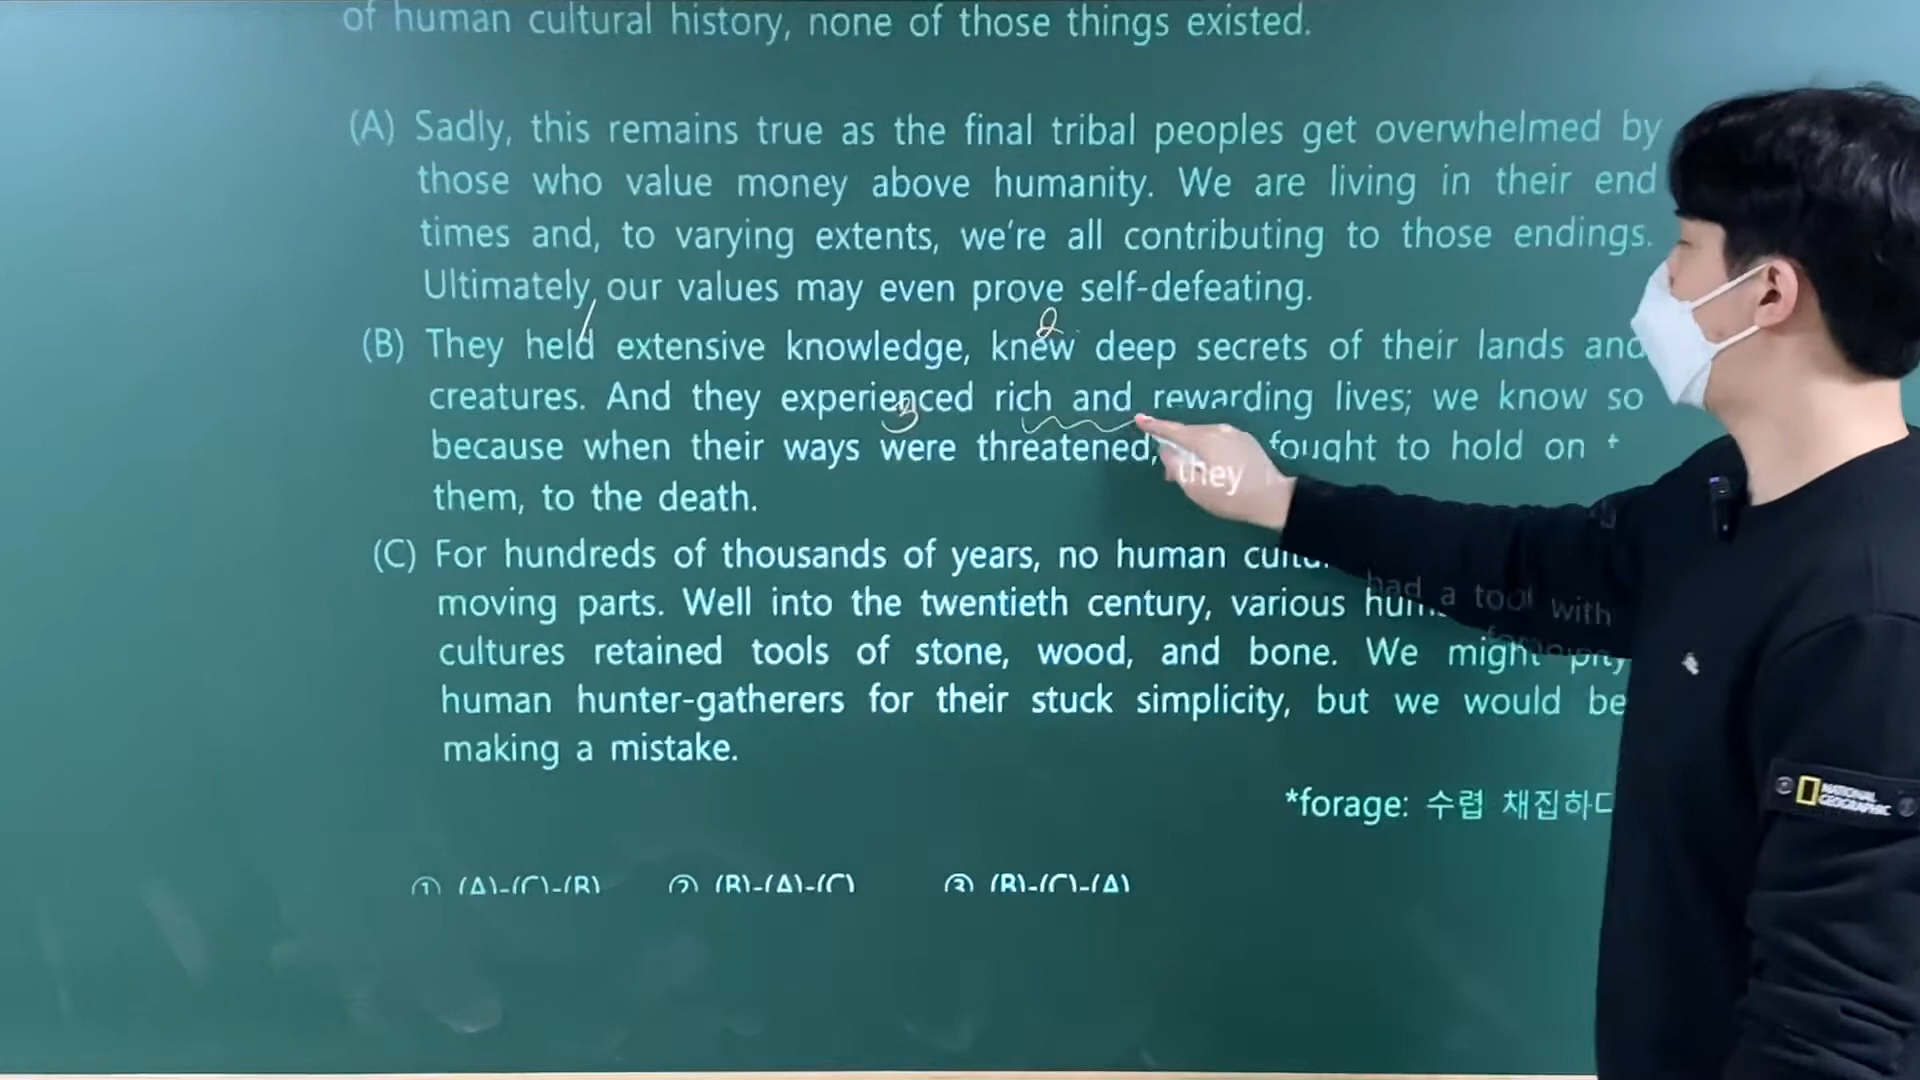 of human cultural history, none of those things existed.
(A) Sadly, this remains true as the final tribal peoples get overwhelmed by
those who value money above humanity. We are living in their end
times and, to varying extents, we're all contributing to those endings.
Ultimately our values may even prove self-defeating.
1
2
(B) They held extensive knowledge, knew deep secrets of their lands and
creatures. And they experienced rich and rewarding lives; we know so
3
because when their ways were threatened, they fought to hold on
them, to the death.
(C) For hundreds of thousands of years, no human had a tool with
moving parts. Well into the twentieth century, various
cultures retained tools of stone, wood, and bone. We might pity
human hunter-gatherers for their stuck simplicity, but we would be
making a mistake.
*forage: 수렵 채집하다
① (A)-(C)-(B) ② (B)-(A)-(C) ③ (B)-(C)-(A)
NATIONAL
GEOGRAPHIC